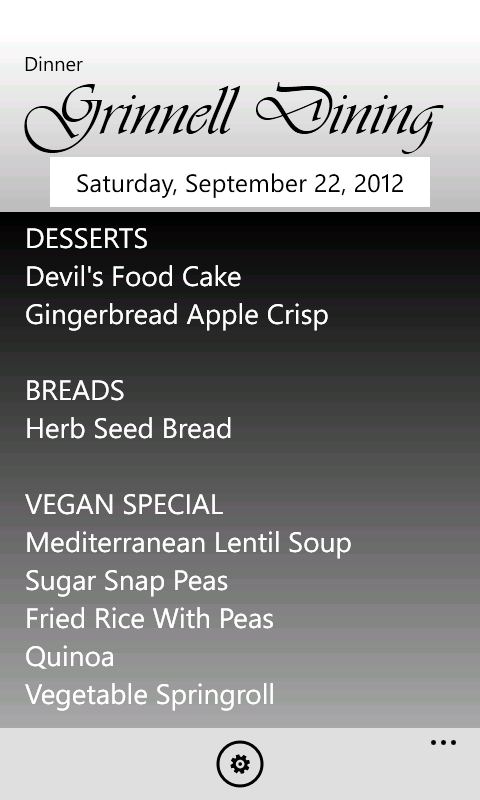 Dinner
Grinnell Dining
Saturday, September 22, 2012
DESSERTS
Devil's Food Cake
Gingerbread Apple Crisp
BREADS
Herb Seed Bread
VEGAN SPECIAL
Mediterranean Lentil Soup
Sugar Snap Peas
Fried Rice With Peas
Quinoa
Vegetable Springroll